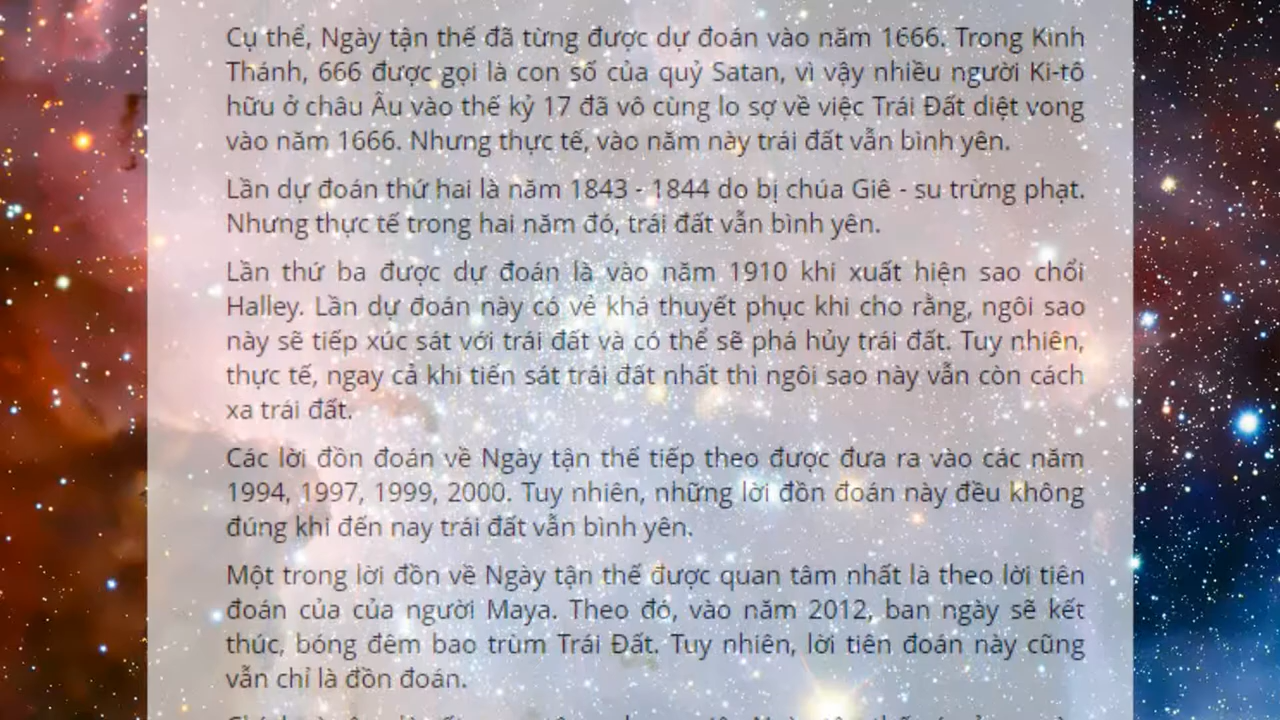 Cụ thể, Ngày tận thế đã từng được dự đoán vào năm 1666. Trong Kinh
Thánh, 666 được gọi là con số của quỷ Satan, vì vậy nhiều người Ki-tô
hữu ở châu Âu vào thế kỷ 17 đã vô cùng lo sợ về việc Trái Đất diệt vong
vào năm 1666. Nhưng thực tế, vào năm này trái đất vẫn bình yên.
Lần dự đoán thứ hai là năm 1843 - 1844 do bị chúa Giê - su trừng phạt.
Nhưng thực tế trong hai năm đó, trái đất vẫn bình yên.
Lần thứ ba được dự đoán là vào năm 1910 khi xuất hiện sao chổi
Halley. Lần dự đoán này có vẻ khá thuyết phục khi cho rằng, ngôi sao
này sẽ tiếp xúc sát với trái đất và có thể sẽ phá hủy trái đất. Tuy nhiên,
thực tế, ngay cả khi tiến sát trái đất nhất thì ngôi sao này vẫn còn cách
xa trái đất.
Các lời đồn đoán về Ngày tận thế tiếp theo được đưa ra vào các năm
1994, 1997, 1999, 2000. Tuy nhiên, những lời đồn đoán này đều không
đúng khi đến nay trái đất vẫn bình yên.
Một trong lời đồn về Ngày tận thế được quan tâm nhất là theo lời tiên
đoán của của người Maya. Theo đó, vào năm 2012, ban ngày sẽ kết
thúc, bóng đêm bao trùm Trái Đất. Tuy nhiên, lời tiên đoán này cũng
vẫn chỉ là đồn đoán.